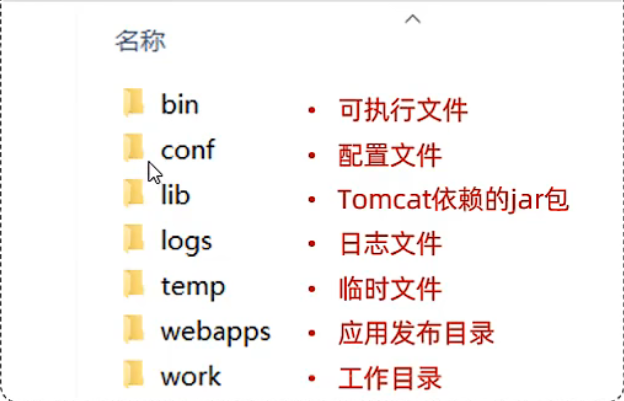 名称
bin • 可执行文件
conf • 配置文件
lib • Tomcat依赖的jar包
logs • 日志文件
temp • 临时文件
webapps • 应用发布目录
work • 工作目录